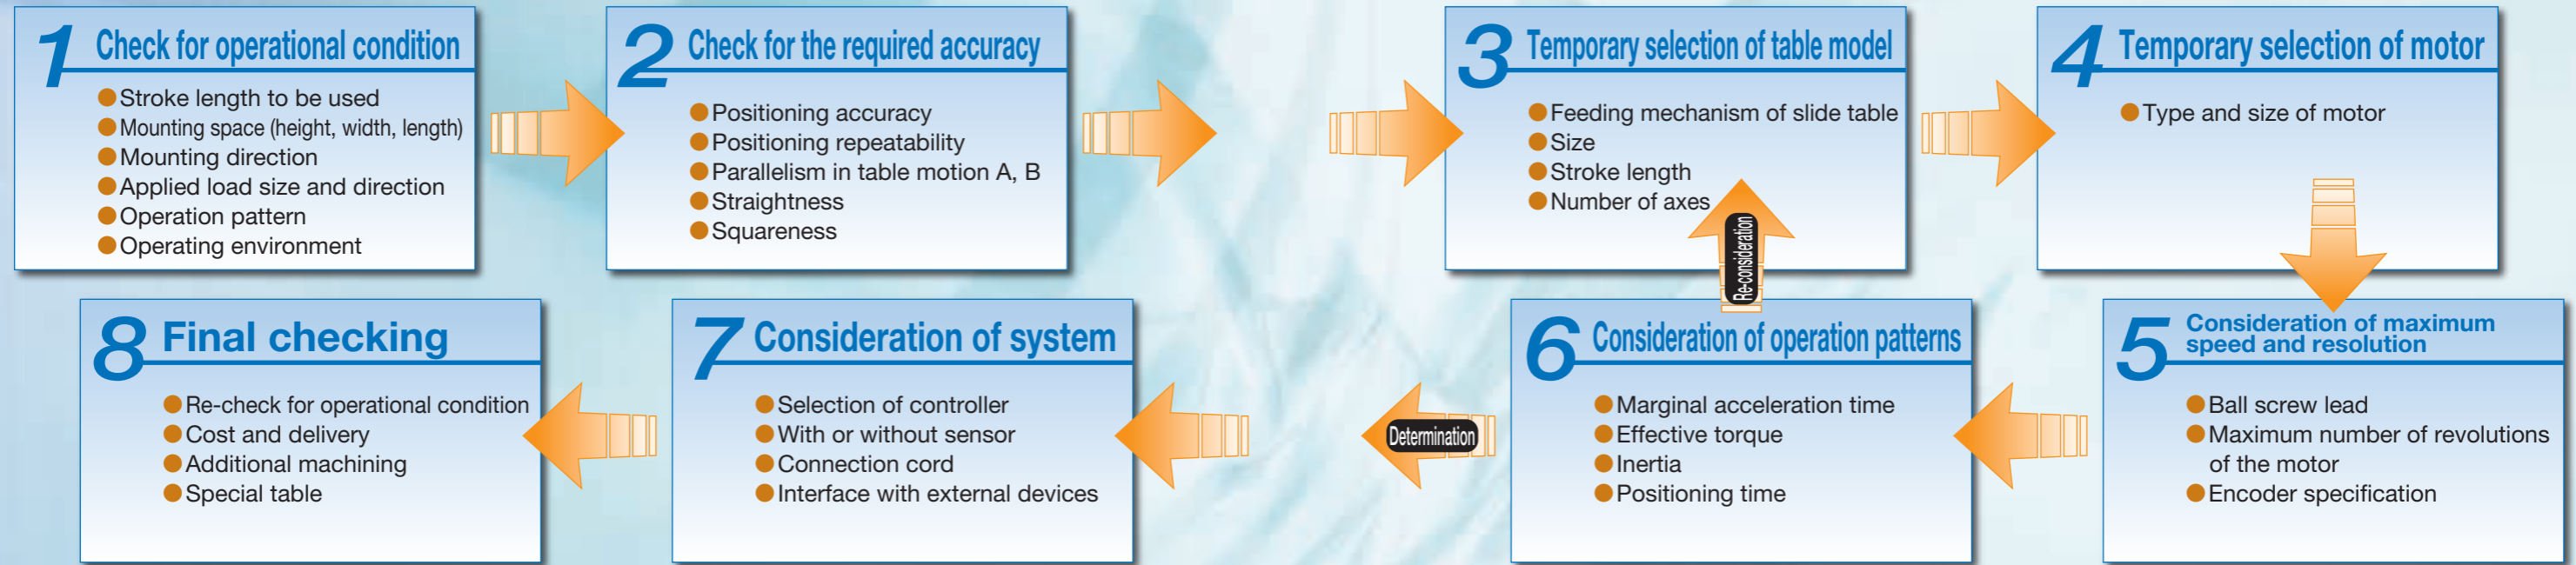 1 Check for operational condition
● Stroke length to be used
● Mounting space (height, width, length)
● Mounting direction
● Applied load size and direction
● Operation pattern
● Operating environment
2 Check for the required accuracy
● Positioning accuracy
● Positioning repeatability
● Parallelism in table motion A, B
● Straightness
● Squareness
3 Temporary selection of table model
● Feeding mechanism of slide table
● Size
● Stroke length
● Number of axes
4 Temporary selection of motor
● Type and size of motor
5 Consideration of maximum
speed and resolution
● Ball screw lead
● Maximum number of revolutions
of the motor
● Encoder specification
6 Consideration of operation patterns
● Marginal acceleration time
● Effective torque
● Inertia
● Positioning time
Re-consideration
Determination
7 Consideration of system
● Selection of controller
● With or without sensor
● Connection cord
● Interface with external devices
8 Final checking
● Re-check for operational condition
● Cost and delivery
● Additional machining
● Special table